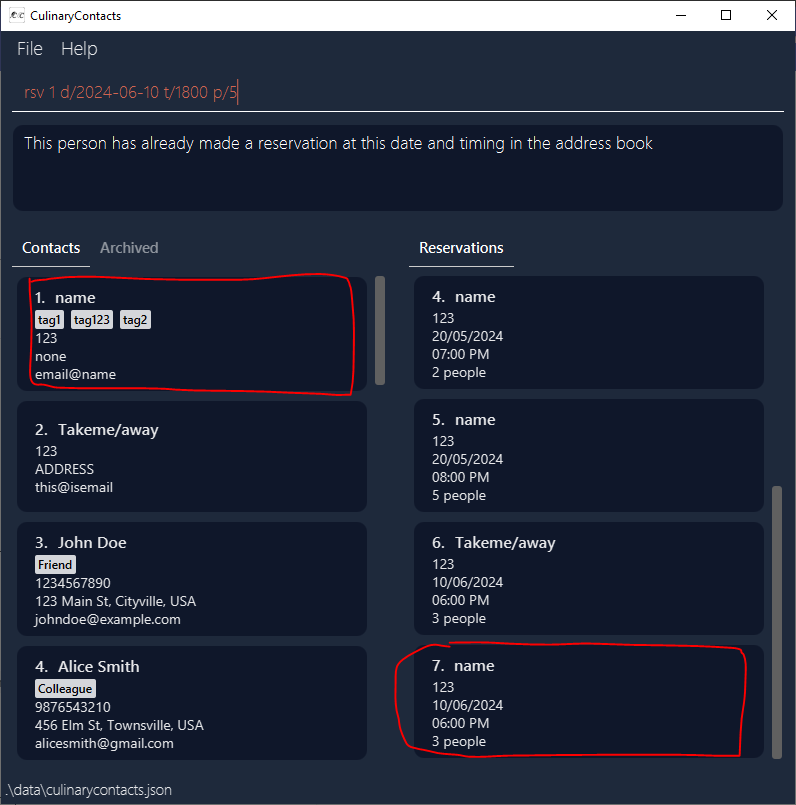 CulinaryContacts
File Help
rsv 1 d/2024-06-10 t/1800 p/5
This person has already made a reservation at this date and timing in the address book
Contacts Archived
1. name
tag1 tag123 tag2
123
none
email@name
2. Takeme/away
123
ADDRESS
this@isemail
3. John Doe
Friend
1234567890
123 Main St, Cityville, USA
johndoe@example.com
4. Alice Smith
Colleague
9876543210
456 Elm St, Townsville, USA
alicesmith@gmail.com
Reservations
4. name
123
20/05/2024
07:00 PM
2 people
5. name
123
20/05/2024
08:00 PM
5 people
6. Takeme/away
123
10/06/2024
06:00 PM
3 people
7. name
123
10/06/2024
06:00 PM
3 people
.\data\culinarycontacts.json